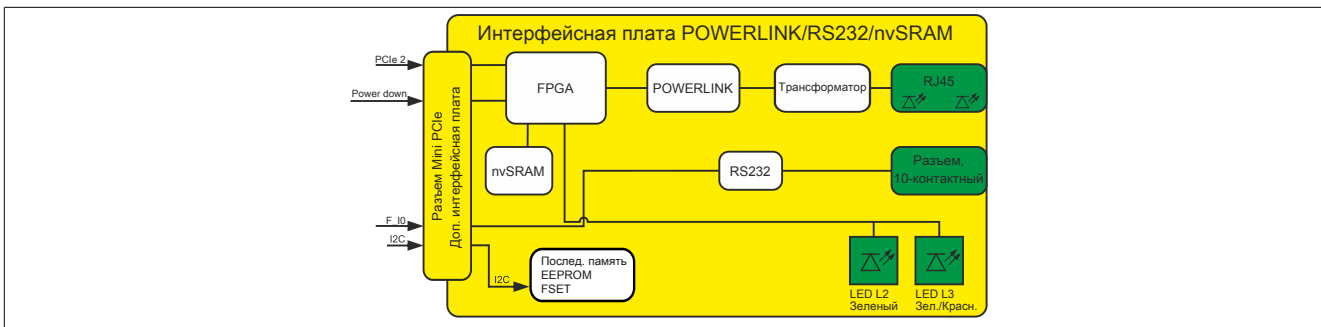 Интерфейсная плата POWERLINK/RS232/nvSRAM
PCIe 2
Power down
F_I0
I2C
Разъем Mini PCIe
Доп. интерфейсная плата
FPGA
POWERLINK
Трансформатор
RJ45
nvSRAM
RS232
Разъем,
10-контактный
I2C
Послед. память
EEPROM
FSET
LED L2
Зеленый
LED L3
Зел./Красн.